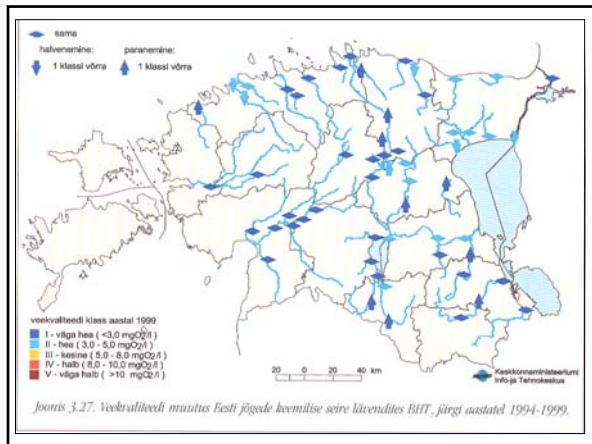 sama
halvenemine:
paranemine:
1 klassi võrra
1 klassi võrra
veekvaliteedi klass aastal 1999
I - väga hea ( <3,0 mgO2/l )
II - hea ( 3,0 - 5,0 mgO2/l )
III - kesine ( 5,0 - 8,0 mgO2/l )
IV - halb ( 8,0 - 10,0 mgO2/l )
V - väga halb ( >10 mgO2/l )
20 0 20 40 km
Keskkonnaministeeriumi
Info-ja Tehnokeskus
Joonis 3.27. Veekvaliteedi muutus Eesti jõgede keemilise seire lävendites BHT, järgi aastatel 1994-1999.